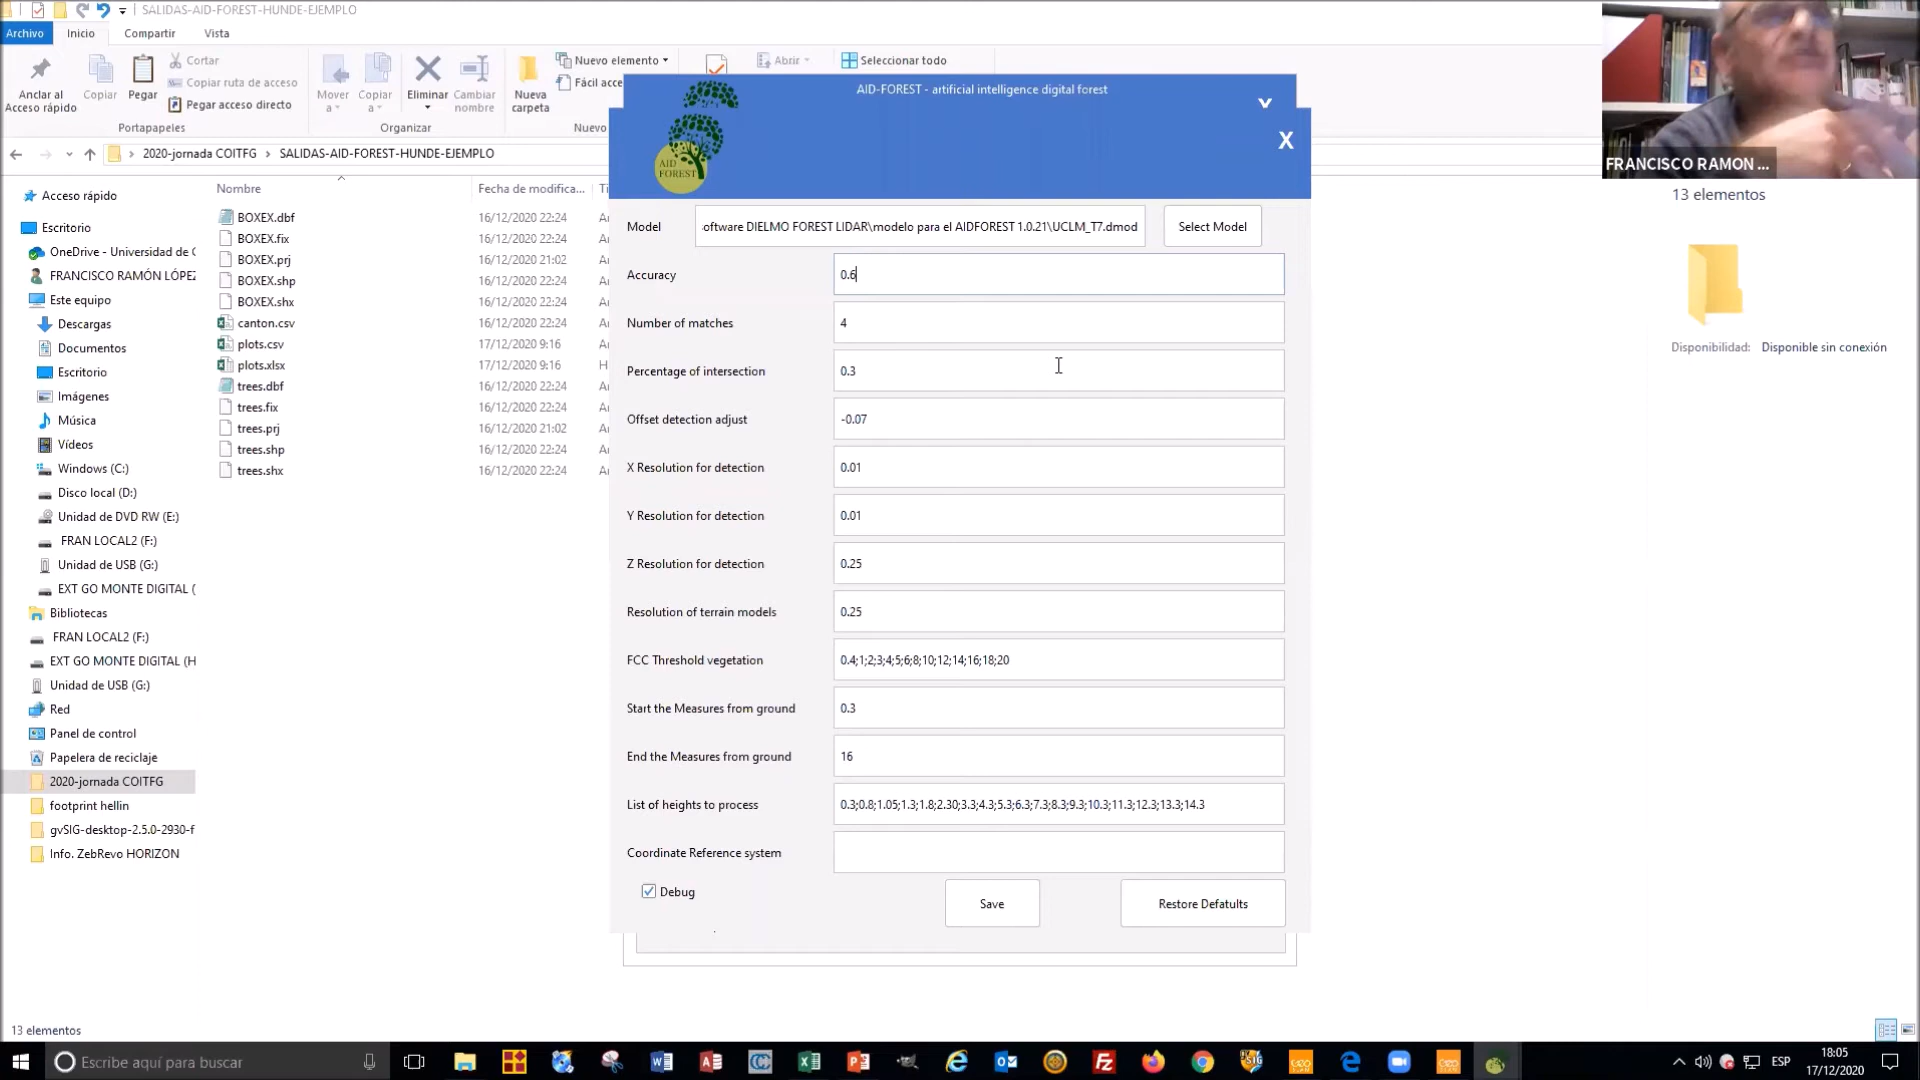 SALIDAS-AID-FOREST-HUNDE-EJEMPLO
Archivo Inicio Compartir Vista
Anclar al Acceso rápido
Copiar
Pegar
Cortar
Copiar ruta de acceso
Pegar acceso directo
Portapapeles
Mover a
Copiar a
Eliminar
Cambiar nombre
Organizar
Nueva carpeta
Nuevo elemento
Fácil acce
Nuevo
Abrir
Seleccionar todo
2020-jornada COITFG > SALIDAS-AID-FOREST-HUNDE-EJEMPLO
Acceso rápido
Escritorio
OneDrive - Universidad de C
FRANCISCO RAMÓN LÓPEZ
Este equipo
Descargas
Documentos
Escritorio
Imágenes
Música
Vídeos
Windows (C:)
Disco local (D:)
Unidad de DVD RW (E:)
FRAN LOCAL2 (F:)
Unidad de USB (G:)
EXT GO MONTE DIGITAL (
Bibliotecas
FRAN LOCAL2 (F:)
EXT GO MONTE DIGITAL (H
Unidad de USB (G:)
Red
Panel de control
Papelera de reciclaje
2020-jornada COITFG
footprint hellin
gvSIG-desktop-2.5.0-2930-f
Info. ZebRevo HORIZON
Nombre Fecha de modifica... Ti
BOXEX.dbf 16/12/2020 22:24 Ar
BOXEX.fix 16/12/2020 22:24 Ar
BOXEX.prj 16/12/2020 21:02 Ar
BOXEX.shp 16/12/2020 22:24 Ar
BOXEX.shx 16/12/2020 22:24 Ar
canton.csv 16/12/2020 22:24 Ar
plots.csv 17/12/2020 9:16 Ar
plots.xlsx 17/12/2020 9:16 H
trees.dbf 16/12/2020 22:24 Ar
trees.fix 16/12/2020 22:24 Ar
trees.prj 16/12/2020 21:02 Ar
trees.shp 16/12/2020 22:24 Ar
trees.shx 16/12/2020 22:24 Ar
AID-FOREST - artificial intelligence digital forest
X
X
AID
FOREST
Model oftware DIELMO FOREST LIDAR\modelo para el AIDFOREST 1.0.21\UCLM_T7.dmod Select Model
Accuracy 0.6
Number of matches 4
Percentage of intersection 0.3
Offset detection adjust -0.07
X Resolution for detection 0.01
Y Resolution for detection 0.01
Z Resolution for detection 0.25
Resolution of terrain models 0.25
FCC Threshold vegetation 0.4;1;2;3;4;5;6;8;10;12;14;16;18;20
Start the Measures from ground 0.3
End the Measures from ground 16
List of heights to process 0.3;0.8;1.05;1.3;1.8;2.30;3.3;4.3;5.3;6.3;7.3;8.3;9.3;10.3;11.3;12.3;13.3;14.3
Coordinate Reference system
Debug Save Restore Defatults
FRANCISCO RAMON ...
13 elementos
Disponibilidad: Disponible sin conexión
13 elementos
Escribe aquí para buscar
ESP
18:05
17/12/2020